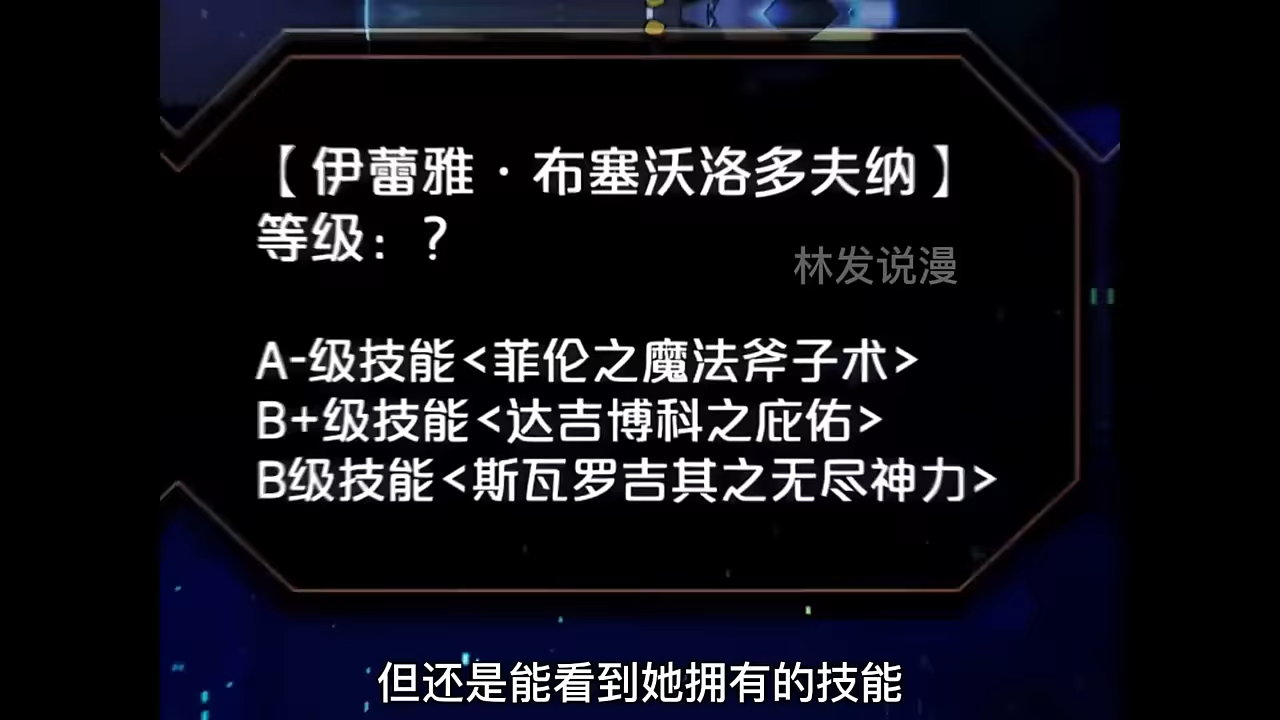 【伊蕾雅·布塞沃洛多夫纳】
等级：?
林发说漫
A-级技能<菲伦之魔法斧子术>
B+级技能<达吉博科之庇佑>
B级技能<斯瓦罗吉其之无尽神力>
但还是能看到她拥有的技能